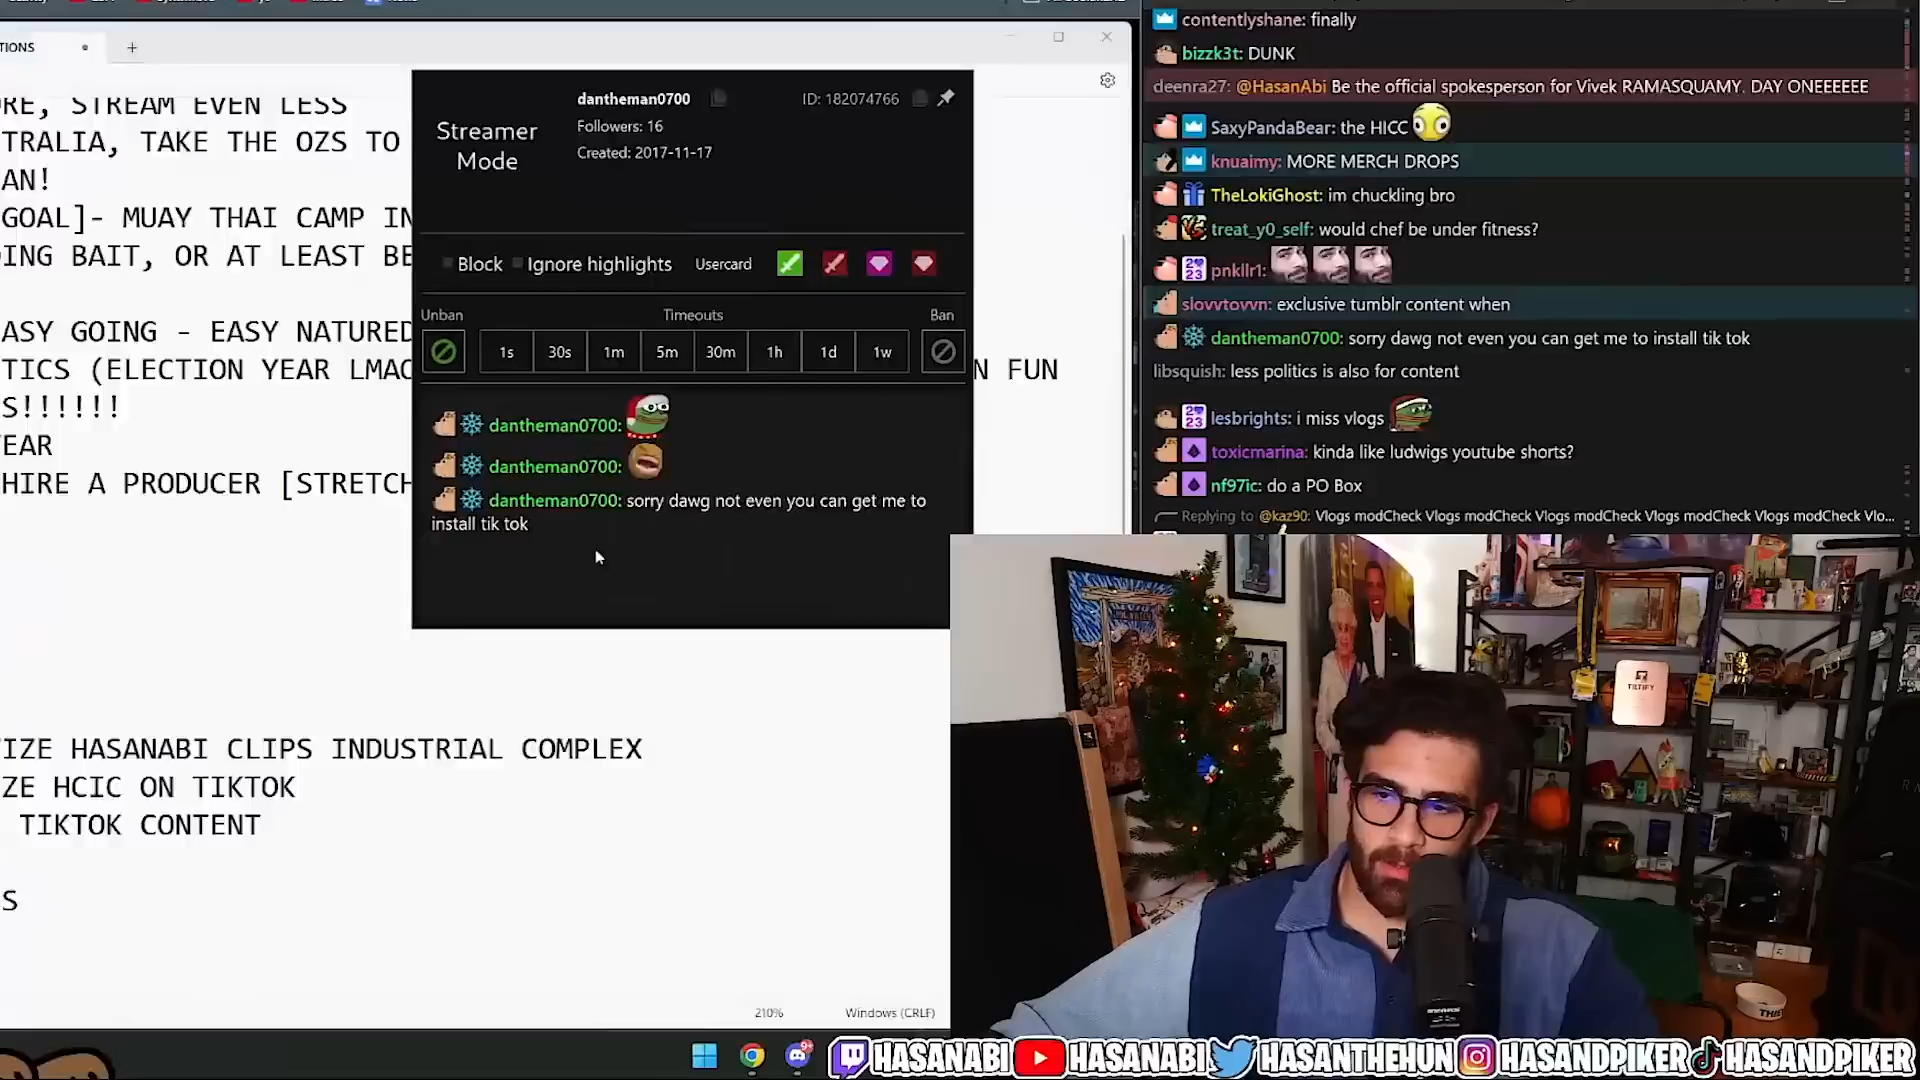 TIONS
RE, STREAM EVEN LESS
TRALIA, TAKE THE OZS TO
AN!
GOAL]- MUAY THAI CAMP IN
ING BAIT, OR AT LEAST BE
ASY GOING - EASY NATURED
TICS (ELECTION YEAR LMAO
N FUN
S!!!!!!
EAR
HIRE A PRODUCER [STRETCH
IZE HASANABI CLIPS INDUSTRIAL COMPLEX
ZE HCIC ON TIKTOK
TIKTOK CONTENT
S
210%
Windows (CRLF)
Streamer
Mode
dantheman0700
ID: 182074766
Followers: 16
Created: 2017-11-17
Block
Ignore highlights
Usercard
Unban
Timeouts
Ban
1s 30s 1m 5m 30m 1h 1d 1w
dantheman0700:
dantheman0700:
dantheman0700: sorry dawg not even you can get me to
install tik tok
contentlyshane: finally
bizzk3t: DUNK
deenra27: @HasanAbi Be the official spokesperson for Vivek RAMASQUAMY. DAY ONEEEEEE
SaxyPandaBear: the HICC
knuaimy: MORE MERCH DROPS
TheLokiGhost: im chuckling bro
treat_y0_self: would chef be under fitness?
pnkllr1:
slovvtovvn: exclusive tumblr content when
dantheman0700: sorry dawg not even you can get me to install tik tok
libsquish: less politics is also for content
lesbrights: i miss vlogs
toxicmarina: kinda like ludwigs youtube shorts?
nf97ic: do a PO Box
Replying to @kaz90: Vlogs modCheck Vlogs modCheck Vlogs modCheck Vlogs modCheck Vlo...
TILTIFY
HASANABI
HASANABI
HASANTHEHUN
HASANDPIKER
HASANDPIKER